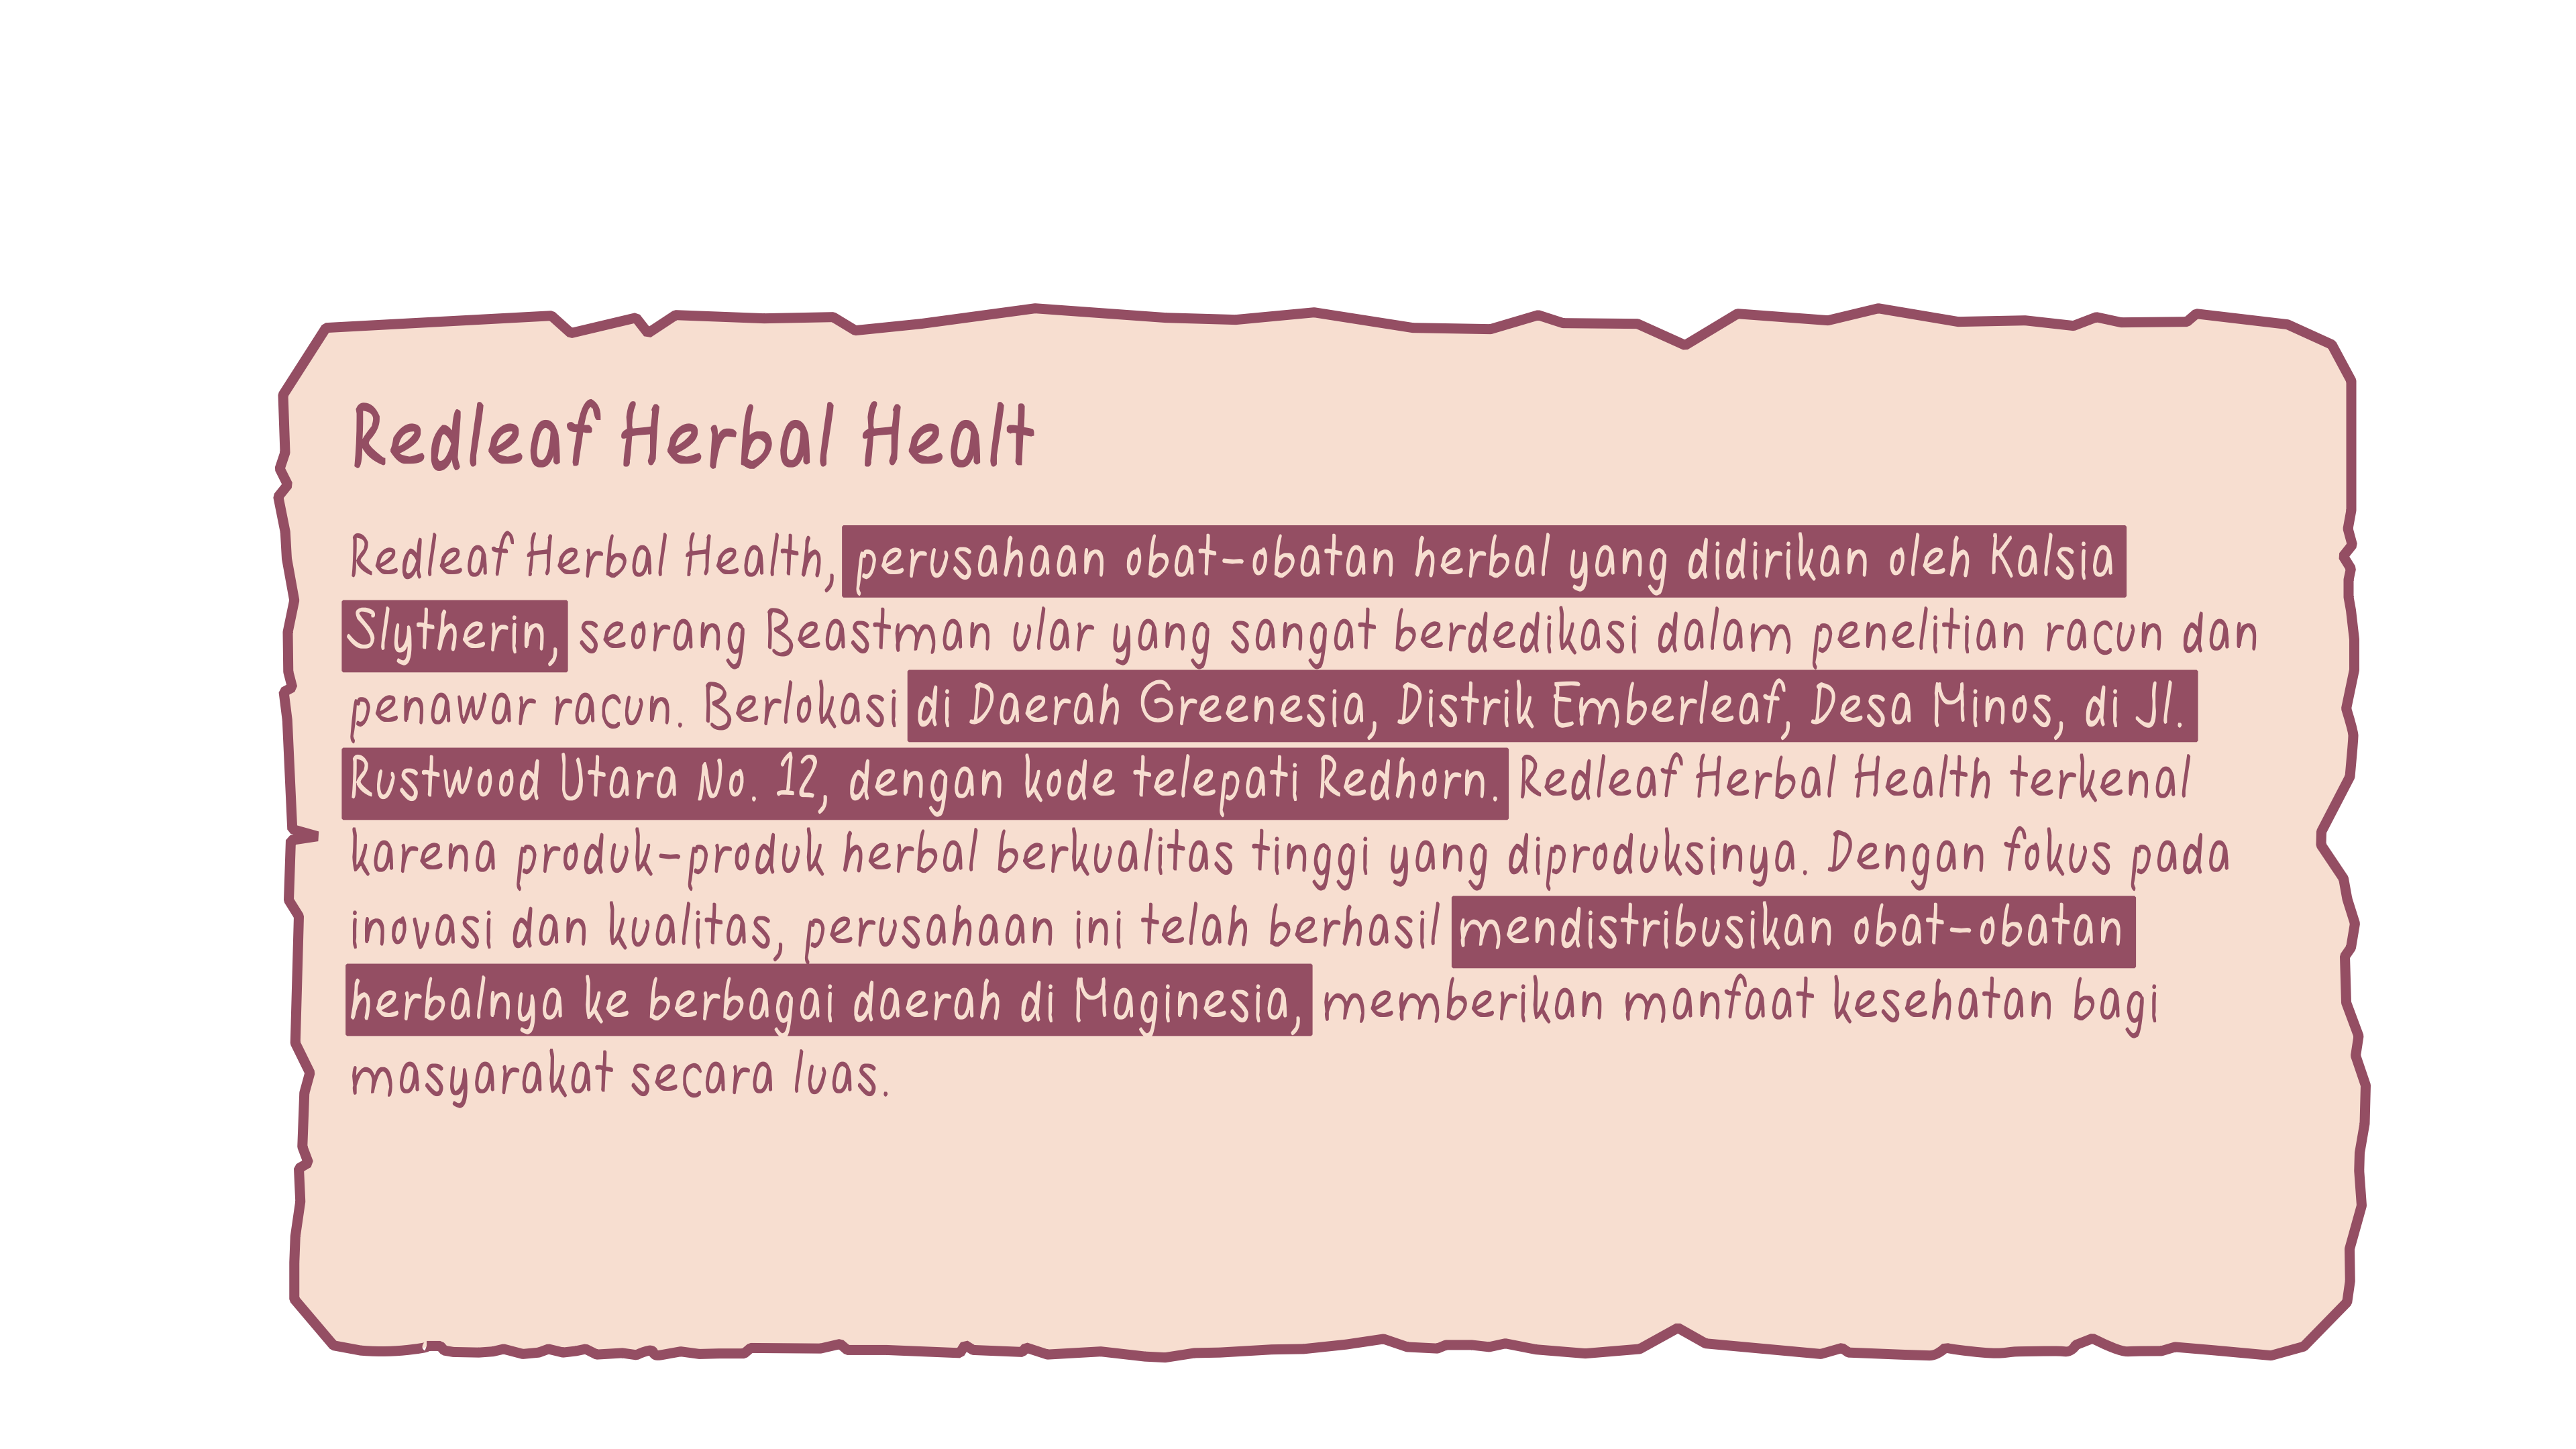 Redleaf Herbal Healt
Redleaf Herbal Health, perusahaan obat-obatan herbal yang didirikan oleh Kalsia
Slytherin, seorang Beastman ular yang sangat berdedikasi dalam penelitian racun dan
penawar racun. Berlokasi di Daerah Greenesia, Distrik Emberleaf, Desa Minos, di Jl.
Rustwood Utara No. 12, dengan kode telepati Redhorn. Redleaf Herbal Health terkenal
karena produk-produk herbal berkualitas tinggi yang diproduksinya. Dengan fokus pada
inovasi dan kualitas, perusahaan ini telah berhasil mendistribusikan obat-obatan
herbalnya ke berbagai daerah di Maginesia, memberikan manfaat kesehatan bagi
masyarakat secara luas.